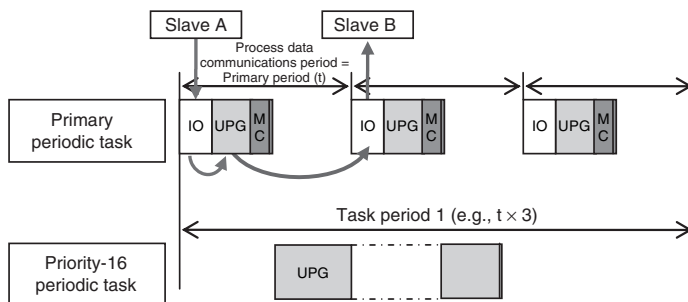 Slave A
Slave B
Process data
communications period =
Primary period (t)
Primary
periodic task
IO
UPG
M
C
IO
UPG
M
C
IO
UPG
M
C
Task period 1 (e.g., t × 3)
Priority-16
periodic task
UPG